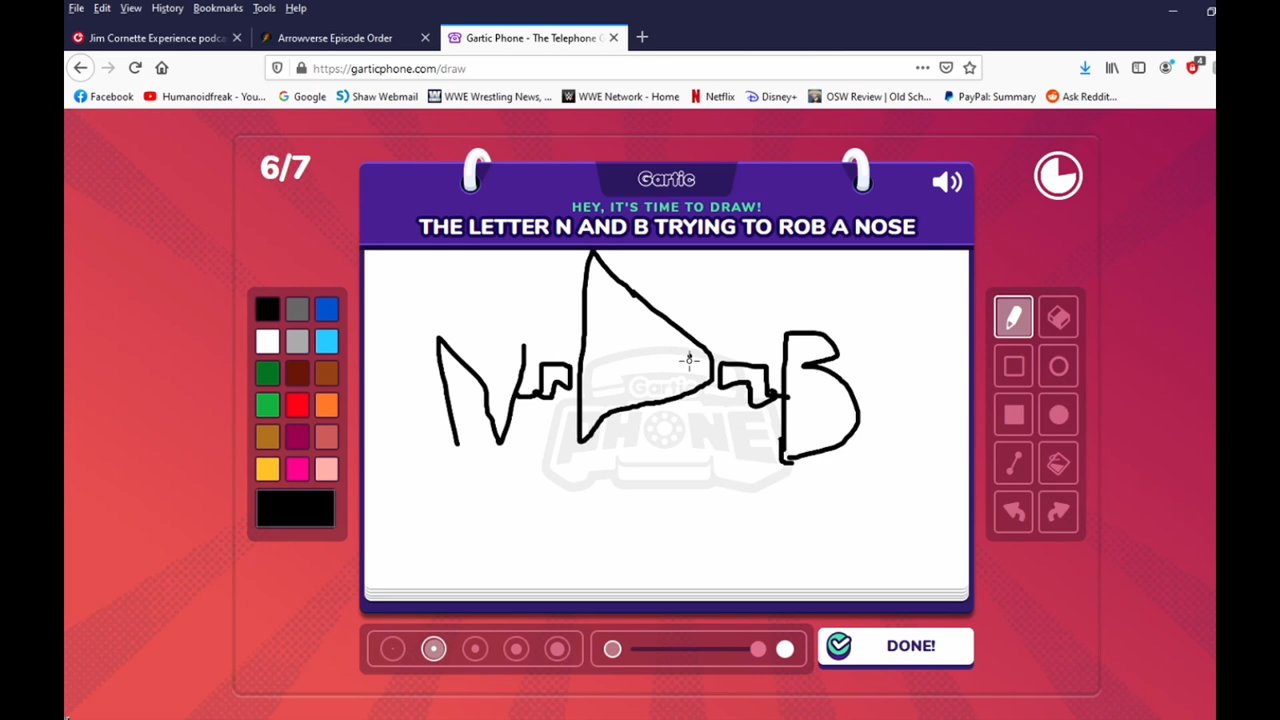 File Edit View History Bookmarks Tools Help
Jim Cornette Experience podca
Arrowverse Episode Order
Gartic Phone - The Telephone G
https://garticphone.com/draw
4
Facebook
Humanoidfreak - You...
Google
Shaw Webmail
WWE Wrestling News, ...
WWE Network - Home
Netflix
Disney+
OSW Review | Old Sch...
PayPal: Summary
Ask Reddit...
6/7
Gartic
HEY, IT'S TIME TO DRAW!
THE LETTER N AND B TRYING TO ROB A NOSE
N
B
Gartic
PHONE
DONE!